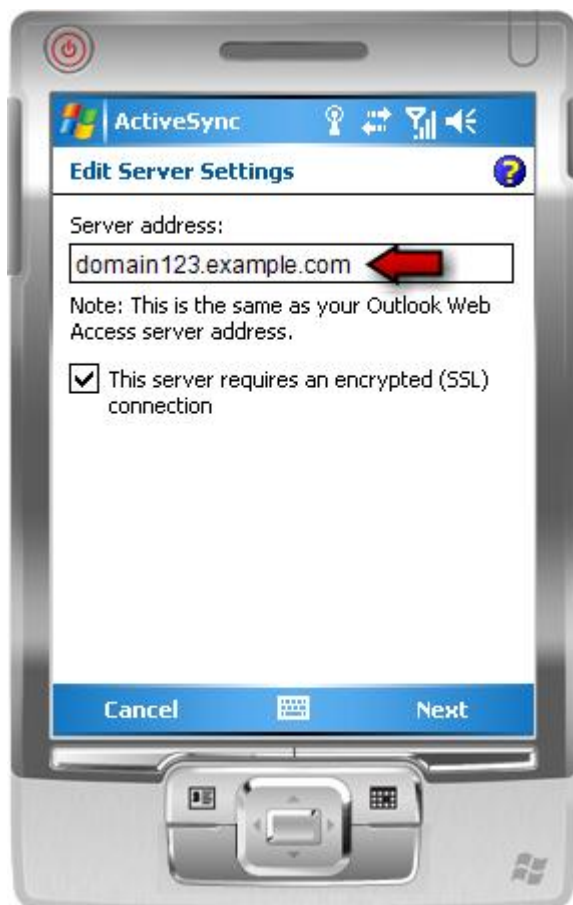 ActiveSync
Edit Server Settings
Server address:
domain123.example.com
Note: This is the same as your Outlook Web
Access server address.
This server requires an encrypted (SSL)
connection
Cancel
Next